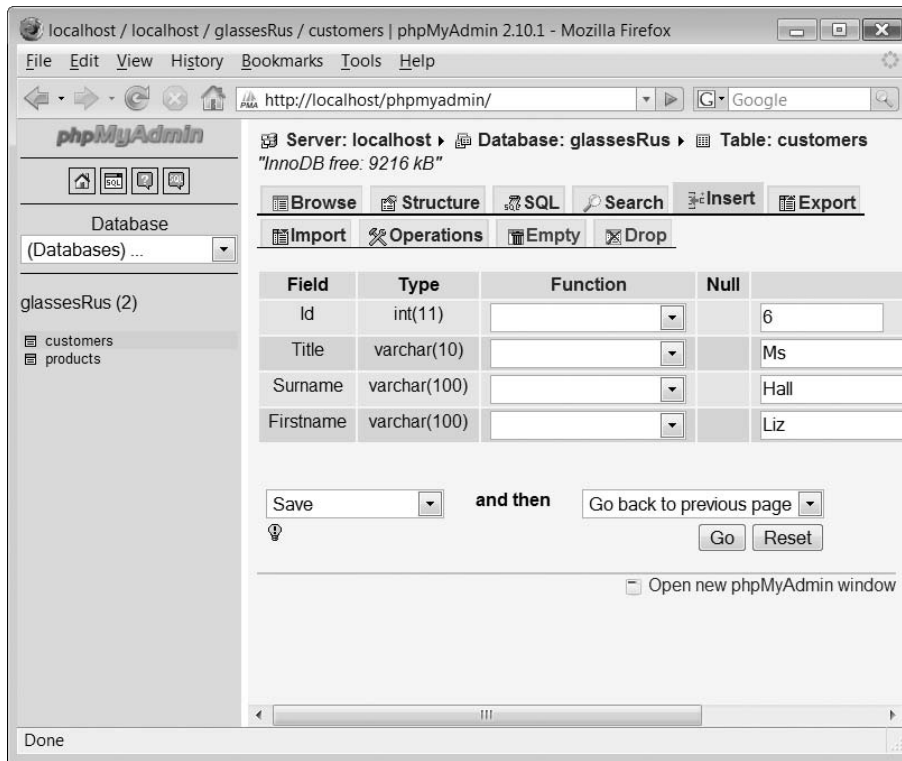 localhost / localhost / glassesRus / customers | phpMyAdmin 2.10.1 - Mozilla Firefox
File Edit View History Bookmarks Tools Help
PMA http://localhost/phpmyadmin/ G Google
phpMyAdmin
Server: localhost Database: glassesRus Table: customers
"InnoDB free: 9216 kB"
SQL
Browse Structure SQL Search Insert Export
Import Operations Empty Drop
Database
(Databases) ...
glassesRus (2)
customers
products
Field Type Function Null
Id int(11) 6
Title varchar(10) Ms
Surname varchar(100) Hall
Firstname varchar(100) Liz
Save and then Go back to previous page
Go Reset
Open new phpMyAdmin window
Done